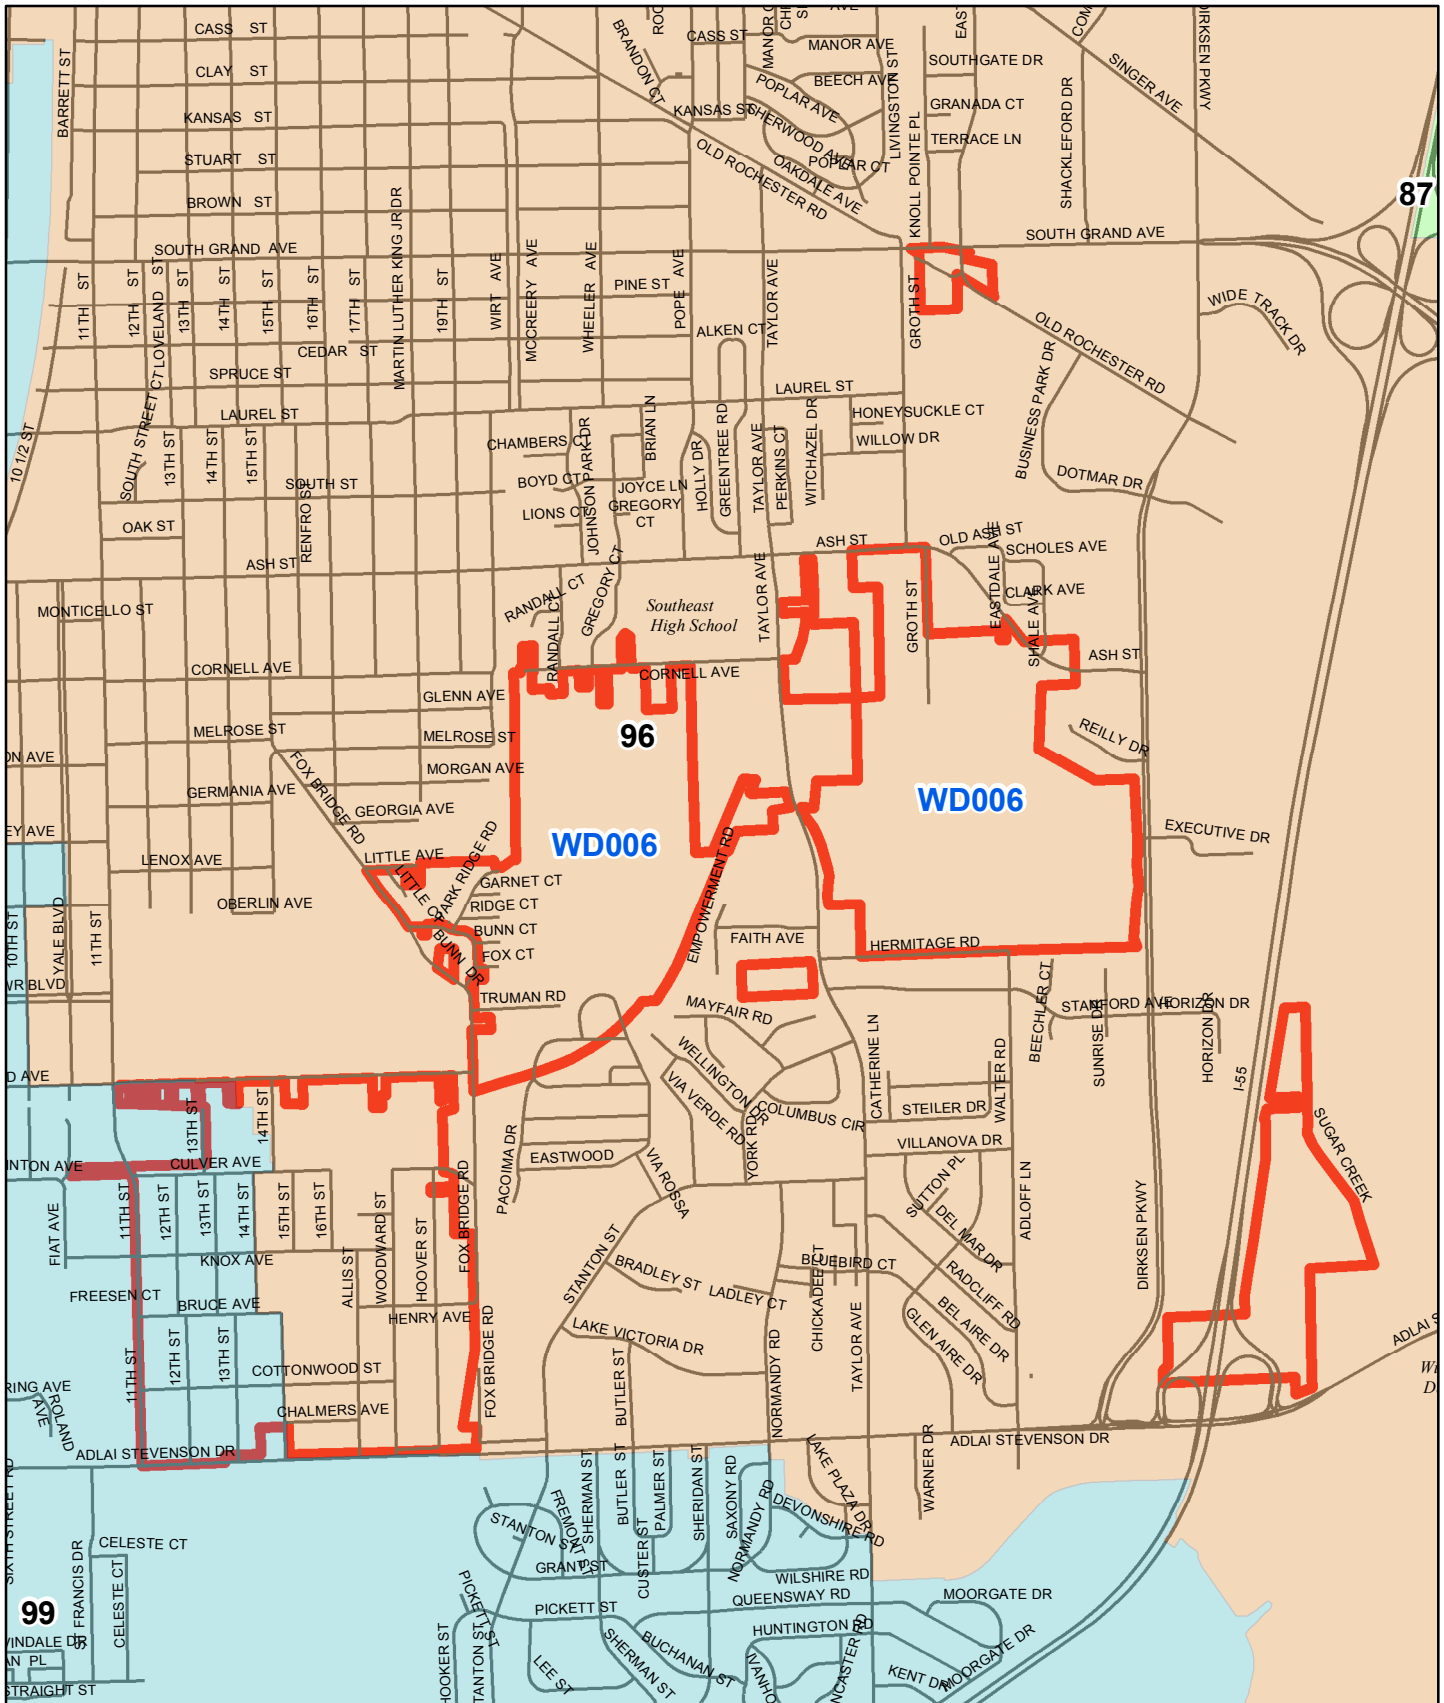 CASS ST
CLAY ST
KANSAS ST
STUART ST
BROWN ST
SOUTH GRAND AVE
BARRETT ST
BRANDON CT
CASS ST
MANOR AVE
BEECH AVE
POPLAR AVE
KANSAS ST
SHERWOOD AVE
POPLAR CT
OAKDALE AVE
OLD ROCHESTER RD
LIVINGSTON ST
SOUTHGATE DR
GRANADA CT
TERRACE LN
KNOLL POINTE PL
SHACKLEFORD DR
SINGER AVE
87
SOUTH GRAND AVE
11TH ST
12TH ST
LOVELAND ST
13TH ST
14TH ST
15TH ST
16TH ST
17TH ST
MARTIN LUTHER KING JR DR
19TH ST
WIRT AVE
MCCREERY AVE
WHEELER AVE
POPE AVE
TAYLOR AVE
PINE ST
ALKEN CT
GROTH ST
WIDE TRACK DR
OLD ROCHESTER RD
BUSINESS PARK DR
DOTMAR DR
CEDAR ST
SPRUCE ST
LAUREL ST
LAUREL ST
SOUTH STREET CT
10 1/2 ST
13TH ST
14TH ST
15TH ST
SOUTH ST
RENFRO ST
OAK ST
ASH ST
CHAMBERS CT
BOYD CT
LIONS CT
JOHNSON PARK DR
BRIAN LN
JOYCE LN
GREGORY
CT
HOLLY DR
GREENTREE RD
TAYLOR AVE
PERKINS CT
WITCHAZEL DR
HONEYSUCKLE CT
WILLOW DR
ASH ST
OLD ASH ST
SCHOLES AVE
EASTDALE AVE
CLARK AVE
SHALE AVE
ASH ST
MONTICELLO ST
RANDALL CT
RANDALL CT
GREGORY CT
Southeast
High School
TAYLOR AVE
GROTH ST
CORNELL AVE
CORNELL AVE
GLENN AVE
MELROSE ST
MELROSE ST
96
REILLY DR
MORGAN AVE
GERMANIA AVE
FOX BRIDGE RD
GEORGIA AVE
WD006
WD006
EXECUTIVE DR
LENOX AVE
LITTLE AVE
LITTLE CT
PARK RIDGE RD
GARNET CT
RIDGE CT
BUNN CT
FOX CT
BUNN DR
TRUMAN RD
OBERLIN AVE
10TH ST
YALE BLVD
11TH ST
EMPOWERMENT RD
FAITH AVE
HERMITAGE RD
MAYFAIR RD
BEECHLER CT
STANFORD AVE
HORIZON DR
SUNRISE DR
HORIZON DR
I-55
WELLINGTON DR
VIA VERDE RD
YORK RD
COLUMBUS CIR
CATHERINE LN
STEILER DR
WALTER RD
VILLANOVA DR
SUGAR CREEK
13TH ST
14TH ST
CULVER AVE
FIAT AVE
11TH ST
12TH ST
13TH ST
14TH ST
15TH ST
16TH ST
KNOX AVE
ALLIS ST
WOODWARD ST
HOOVER ST
FOX BRIDGE RD
PACOIMA DR
EASTWOOD
VIA ROSSA
SUTTON PL
DEL MAR DR
ADLOFF LN
DIRKSEN PKWY
FREESEN CT
BRUCE AVE
12TH ST
13TH ST
11TH ST
HENRY AVE
STANTON ST
BRADLEY ST
LADLEY CT
BLUEBIRD CT
CHICKADEE CT
RADCLIFF RD
BEL AIRE DR
GLEN AIRE DR
COTTONWOOD ST
CHALMERS AVE
ADLAI STEVENSON DR
FOX BRIDGE RD
LAKE VICTORIA DR
BUTLER ST
NORMANDY RD
TAYLOR AVE
ADLAI STEVENSON DR
WARNER DR
CELESTE CT
CELESTE CT
99
STANTON ST
FREMONT ST
SHERMAN ST
BUTLER ST
PALMER ST
CUSTER ST
SHERIDAN ST
SAXONY RD
NORMANDY RD
LAKE PLAZA DR
DEVONSHIRE RD
GRANT ST
WILSHIRE RD
QUEENSWAY RD
MOORGATE DR
PICKETT ST
PICKETT ST
HOOKER ST
LEE ST
SHERMAN ST
BUCHANAN ST
HUNTINGTON RD
KENT DR
MOORGATE DR